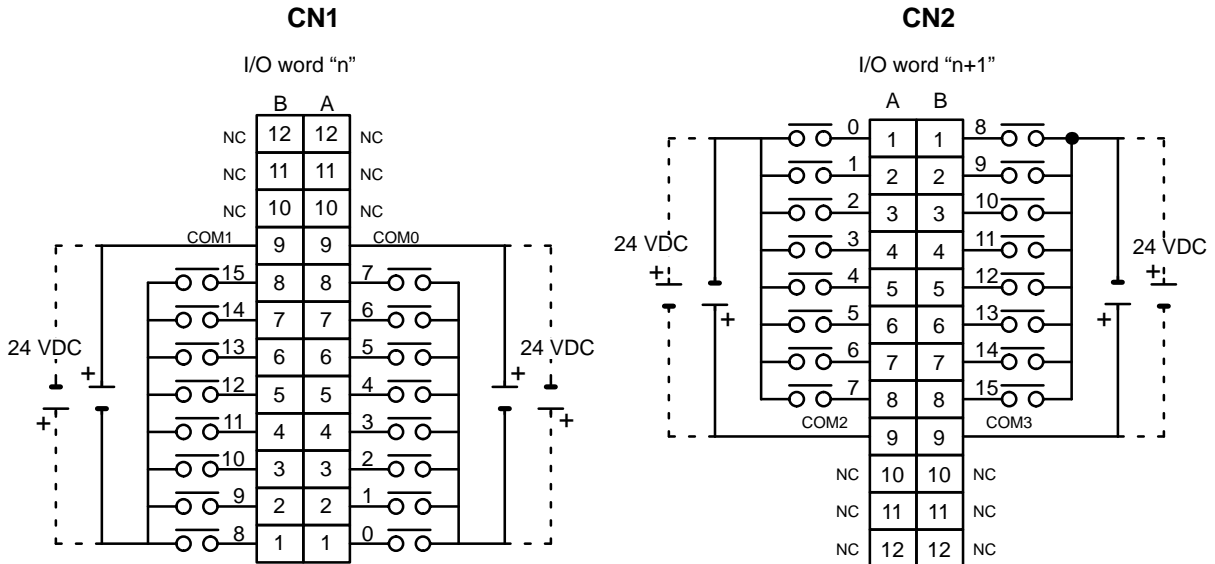 CN1
I/O word “n”
B A
NC 12 12 NC
NC 11 11 NC
NC 10 10 NC
COM1 9 9 COM0
15 8 8 7
14 7 7 6
24 VDC 13 6 6 5 24 VDC
+ 12 5 5 4 +
+ 11 4 4 3 +
10 3 3 2
9 2 2 1
8 1 1 0
CN2
I/O word “n+1”
A B
0 1 1 8
1 2 2 9
2 3 3 10
24 VDC 3 4 4 11 24 VDC
+ 4 5 5 12 +
+ 5 6 6 13 +
6 7 7 14
7 8 8 15
COM2 9 9 COM3
NC 10 10 NC
NC 11 11 NC
NC 12 12 NC